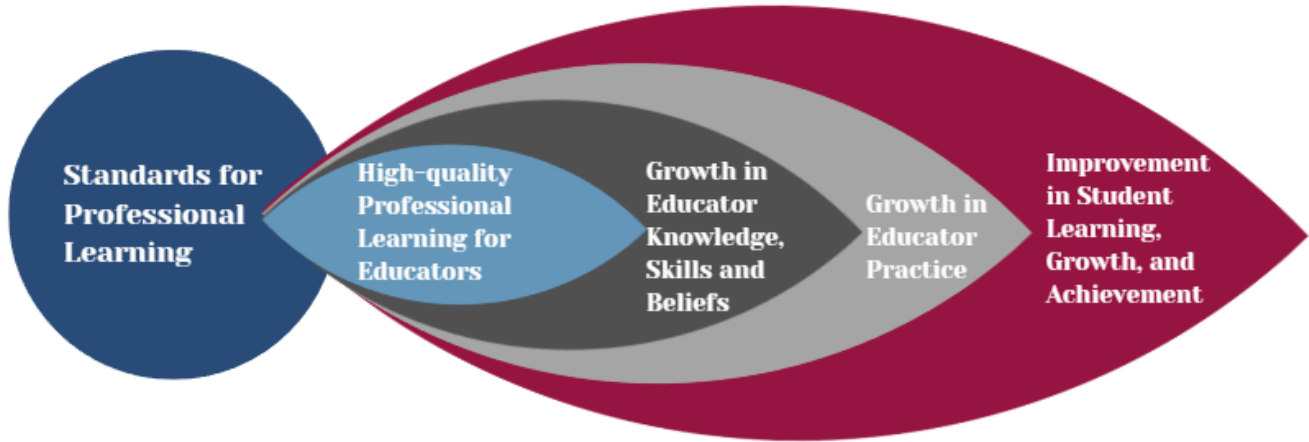 Standards for
Professional
Learning
High-quality
Professional
Learning for
Educators
Growth in
Educator
Knowledge,
Skills and
Beliefs
Growth in
Educator
Practice
Improvement
in Student
Learning,
Growth, and
Achievement